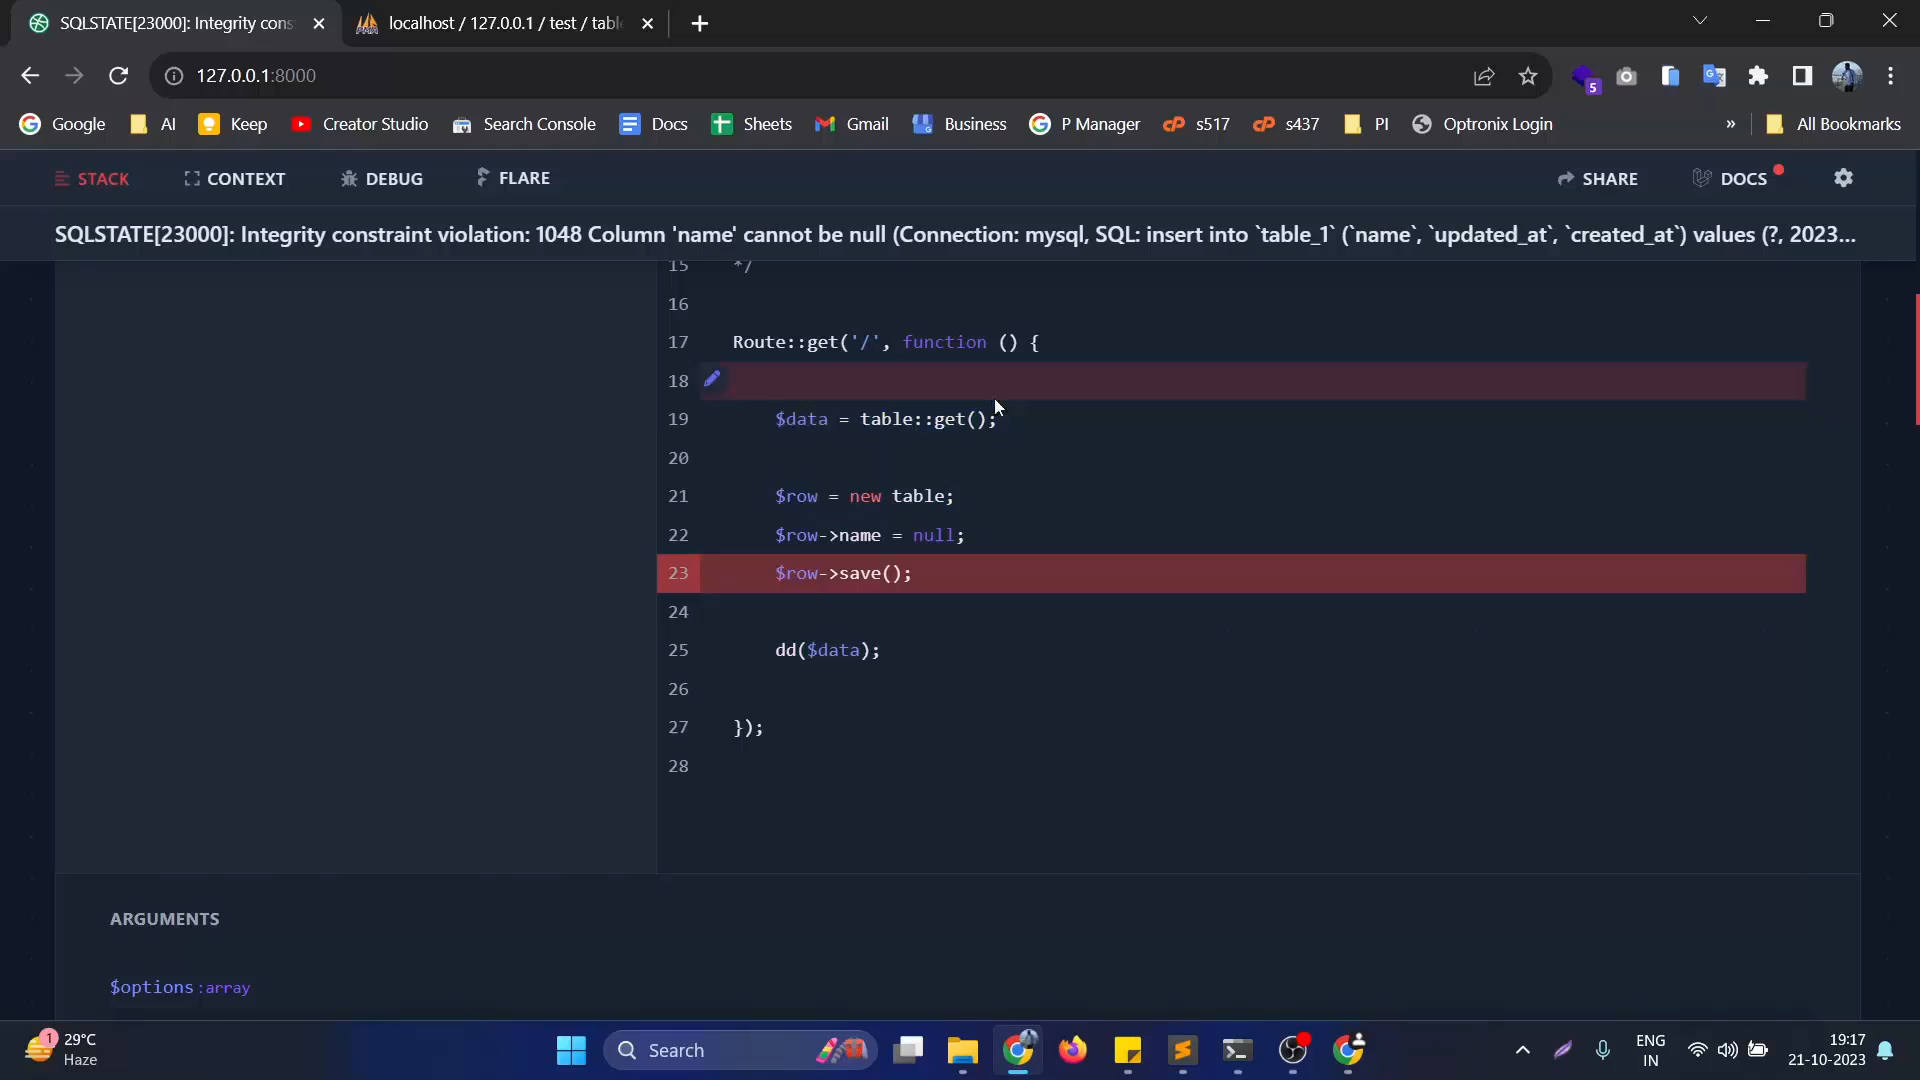 SQLSTATE[23000]: Integrity cons
localhost / 127.0.0.1 / test / tabl
127.0.0.1:8000
5
Google
AI
Keep
Creator Studio
Search Console
Docs
Sheets
Gmail
Business
P Manager
s517
s437
PI
Optronix Login
»
All Bookmarks
STACK
CONTEXT
DEBUG
FLARE
SHARE
DOCS
SQLSTATE[23000]: Integrity constraint violation: 1048 Column 'name' cannot be null (Connection: mysql, SQL: insert into `table_1` (`name`, `updated_at`, `created_at`) values (?, 2023...
15 */
16
17 Route::get('/', function () {
18
19 $data = table::get();
20
21 $row = new table;
22 $row->name = null;
23 $row->save();
24
25 dd($data);
26
27 });
28
ARGUMENTS
$options:array
1
29°C
Haze
Search
ENG
IN
19:17
21-10-2023